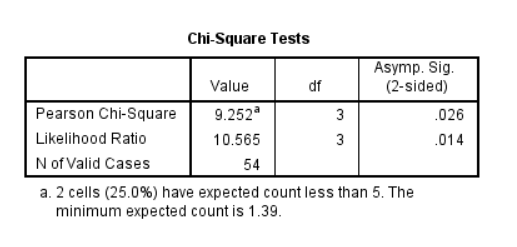 Chi-Square Tests
Value df Asymp. Sig. (2-sided)
Pearson Chi-Square 9.252a 3 .026
Likelihood Ratio 10.565 3 .014
N of Valid Cases 54
a. 2 cells (25.0%) have expected count less than 5. The
minimum expected count is 1.39.